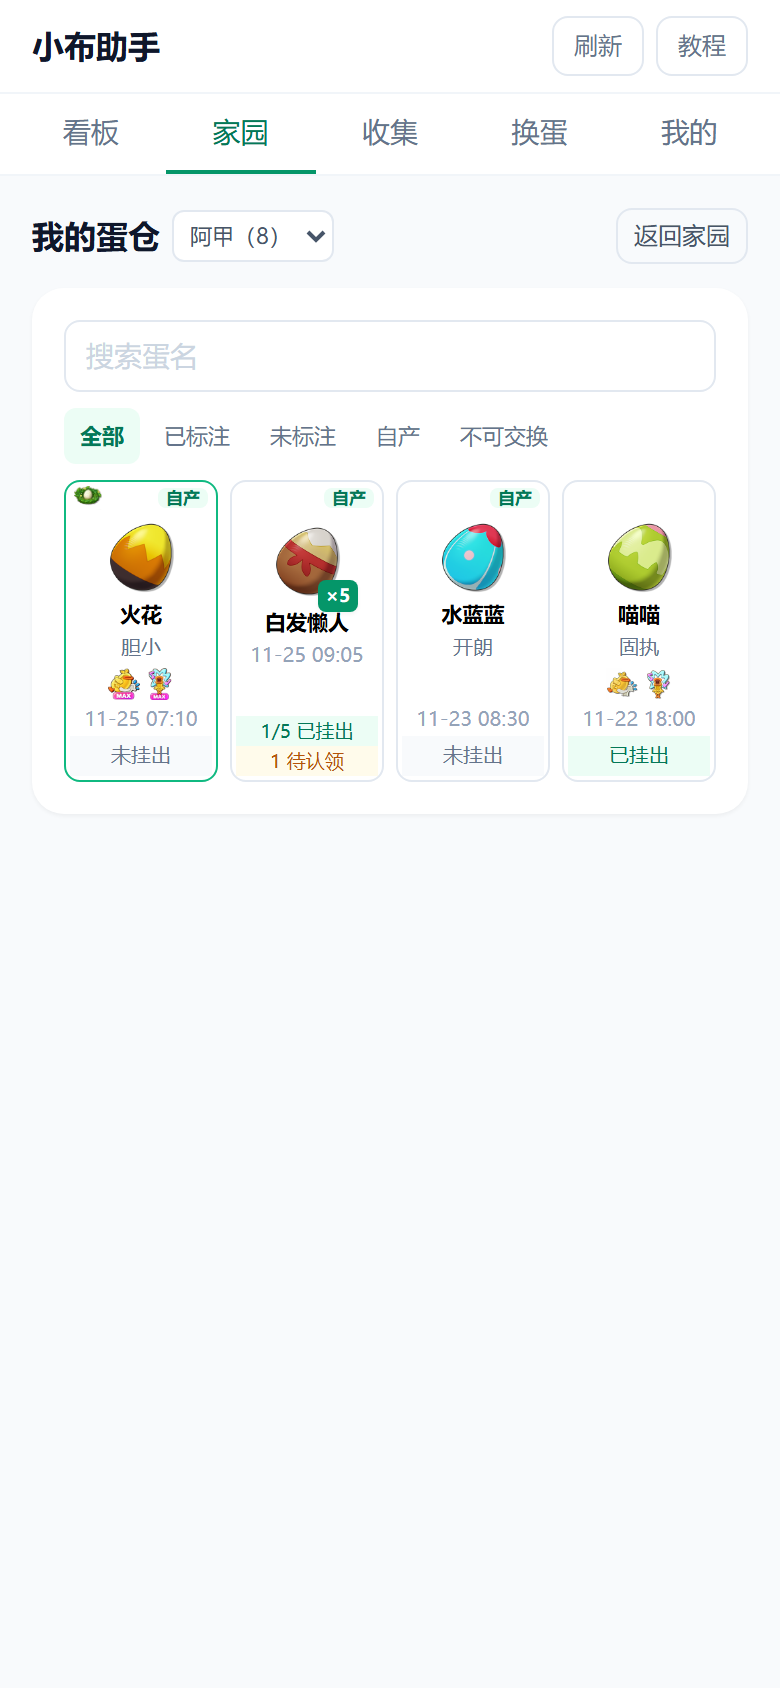 小布助手
刷新
教程
看板
家园
收集
换蛋
我的
我的蛋仓
阿甲（8）
返回家园
搜索蛋名
全部
已标注
未标注
自产
不可交换
自产
火花
胆小
MAX
MAX
11-25 07:10
未挂出
自产
×5
白发懒人
11-25 09:05
1/5 已挂出
1 待认领
自产
水蓝蓝
开朗
11-23 08:30
未挂出
喵喵
固执
11-22 18:00
已挂出